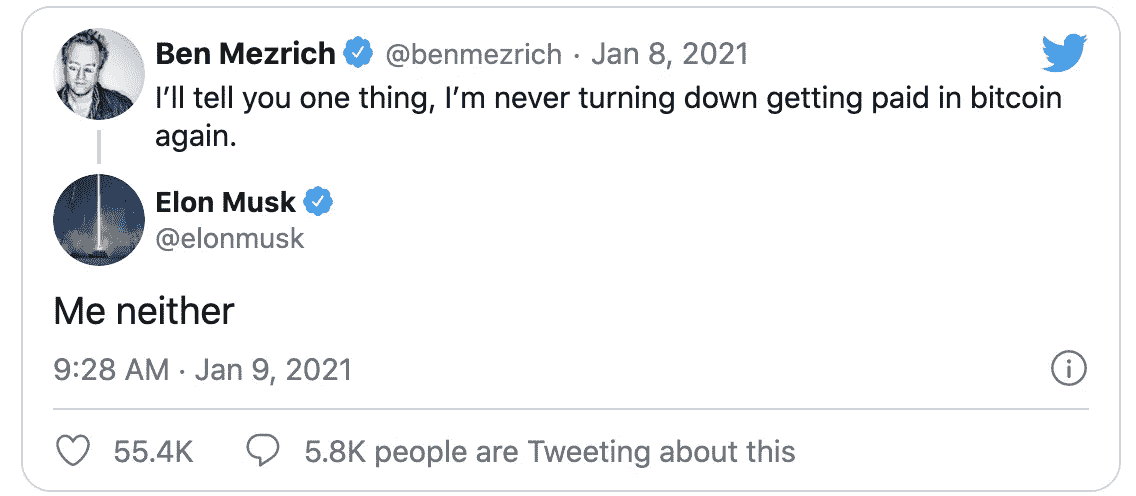 Ben Mezrich @benmezrich · Jan 8, 2021
I’ll tell you one thing, I’m never turning down getting paid in bitcoin
again.
Elon Musk
@elonmusk
Me neither
9:28 AM · Jan 9, 2021
55.4K 5.8K people are Tweeting about this